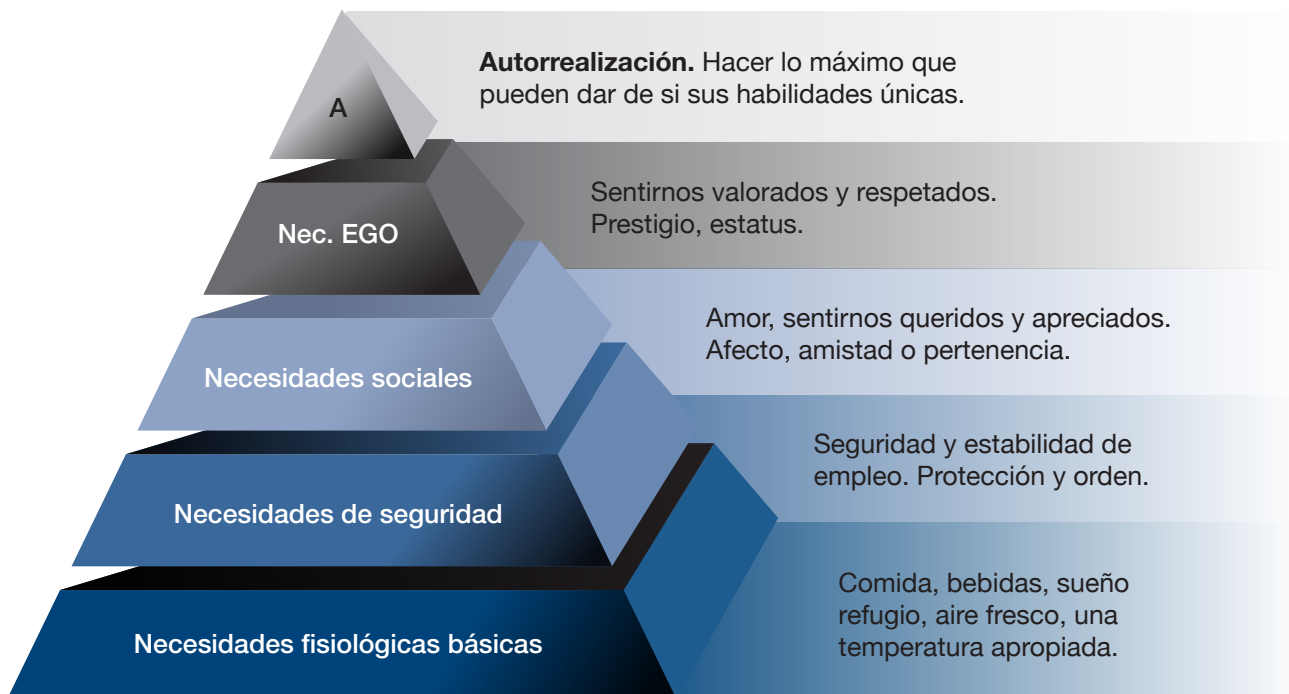 Autorrealización. Hacer lo máximo que
pueden dar de si sus habilidades únicas.
A
Sentirnos valorados y respetados.
Prestigio, estatus.
Nec. EGO
Amor, sentirnos queridos y apreciados.
Afecto, amistad o pertenencia.
Necesidades sociales
Seguridad y estabilidad de
empleo. Protección y orden.
Necesidades de seguridad
Comida, bebidas, sueño
refugio, aire fresco, una
temperatura apropiada.
Necesidades fisiológicas básicas